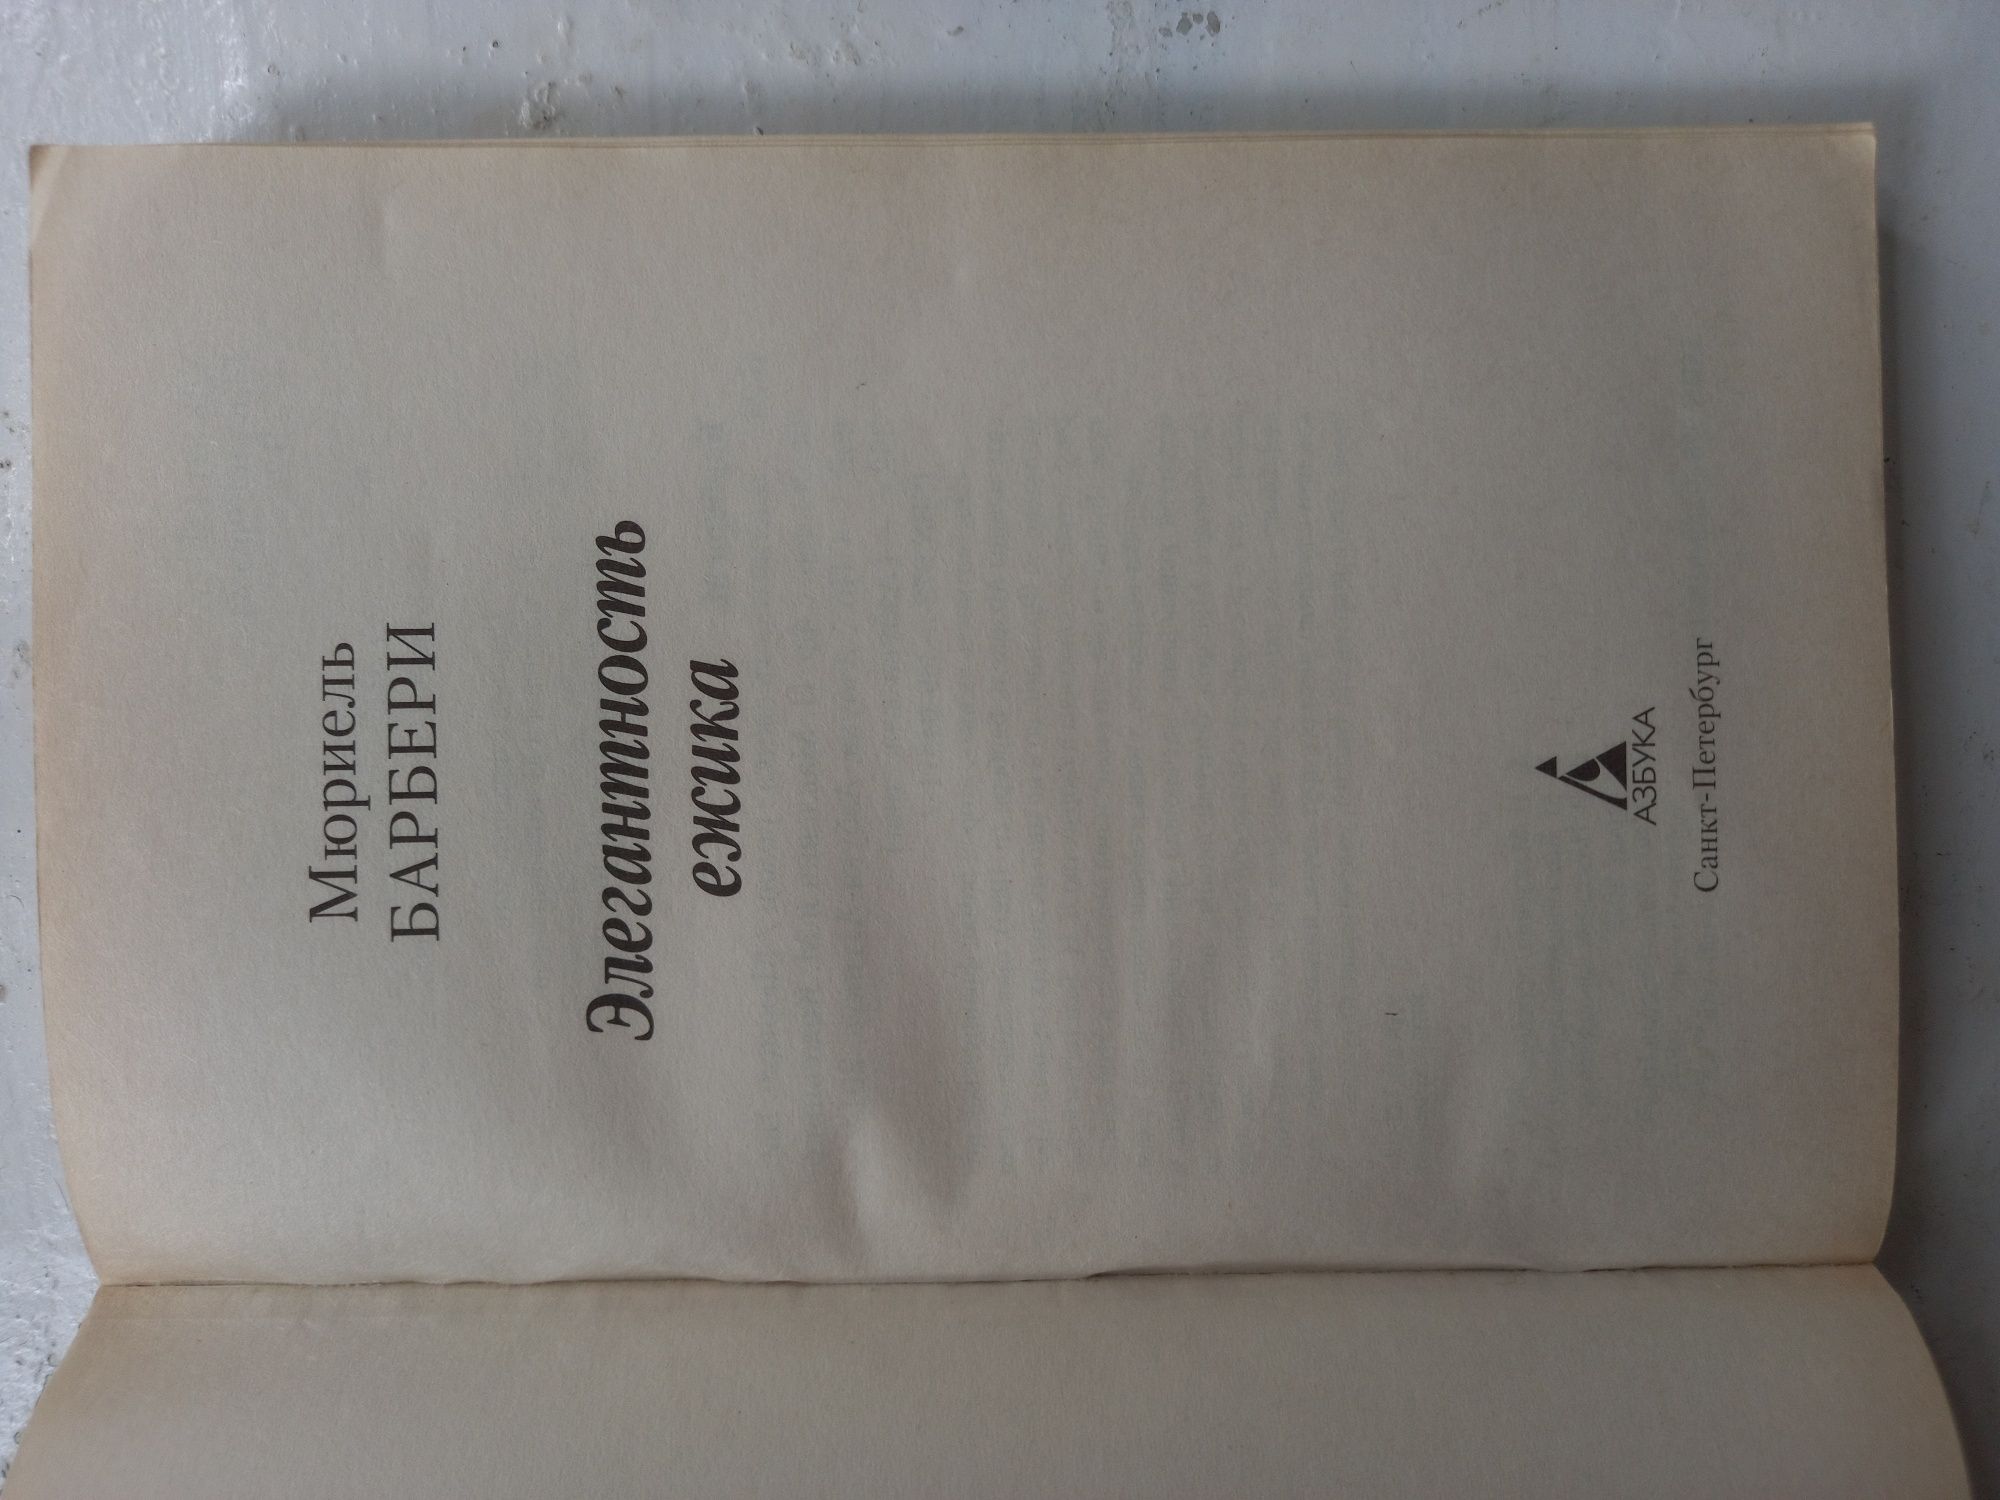 Мюриель
БАРБЕРИ
Элегантность
ежика
АЗБУКА
Санкт-Петербург